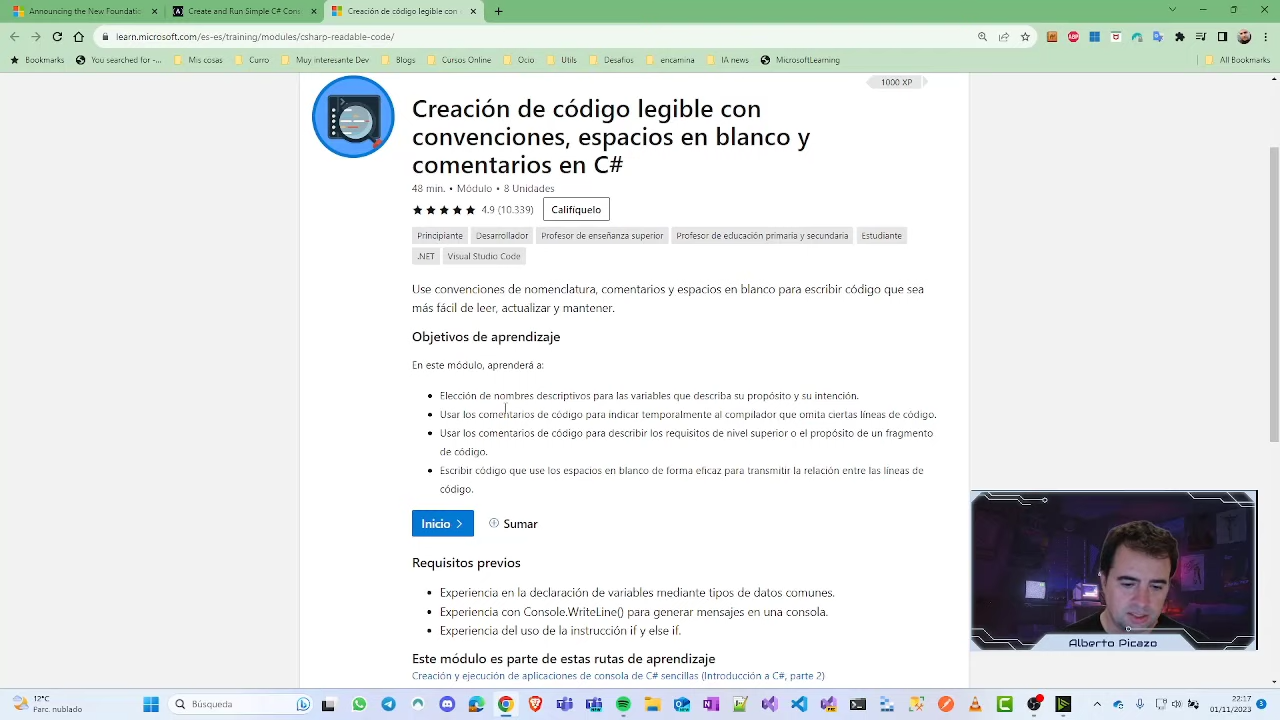 Announcing the New Foundatic
Create and Run Simple C# Cons
Creación de código legible con
learn.microsoft.com/es-es/training/modules/csharp-readable-code/
Bookmarks
You searched for -...
Mis cosas
Curro
Muy interesante Dev
Blogs
Cursos Online
Ocio
Utils
Desafios
encamina
IA news
MicrosoftLearning
All Bookmarks
1000 XP
Creación de código legible con
convenciones, espacios en blanco y
comentarios en C#
48 min. • Módulo • 8 Unidades
4.9 (10.339)
Califíquelo
Principiante Desarrollador Profesor de enseñanza superior Profesor de educación primaria y secundaria Estudiante
.NET Visual Studio Code
Use convenciones de nomenclatura, comentarios y espacios en blanco para escribir código que sea
más fácil de leer, actualizar y mantener.
Objetivos de aprendizaje
En este módulo, aprenderá a:
• Elección de nombres descriptivos para las variables que describa su propósito y su intención.
• Usar los comentarios de código para indicar temporalmente al compilador que omita ciertas líneas de código.
• Usar los comentarios de código para describir los requisitos de nivel superior o el propósito de un fragmento
de código.
• Escribir código que use los espacios en blanco de forma eficaz para transmitir la relación entre las líneas de
código.
Inicio
Sumar
Requisitos previos
• Experiencia en la declaración de variables mediante tipos de datos comunes.
• Experiencia con Console.WriteLine() para generar mensajes en una consola.
• Experiencia del uso de la instrucción if y else if.
Este módulo es parte de estas rutas de aprendizaje
Creación y ejecución de aplicaciones de consola de C# sencillas (Introducción a C#, parte 2)
Alberto Picazo
12°C
Parc. nublado
Búsqueda
22:17
01/11/2023